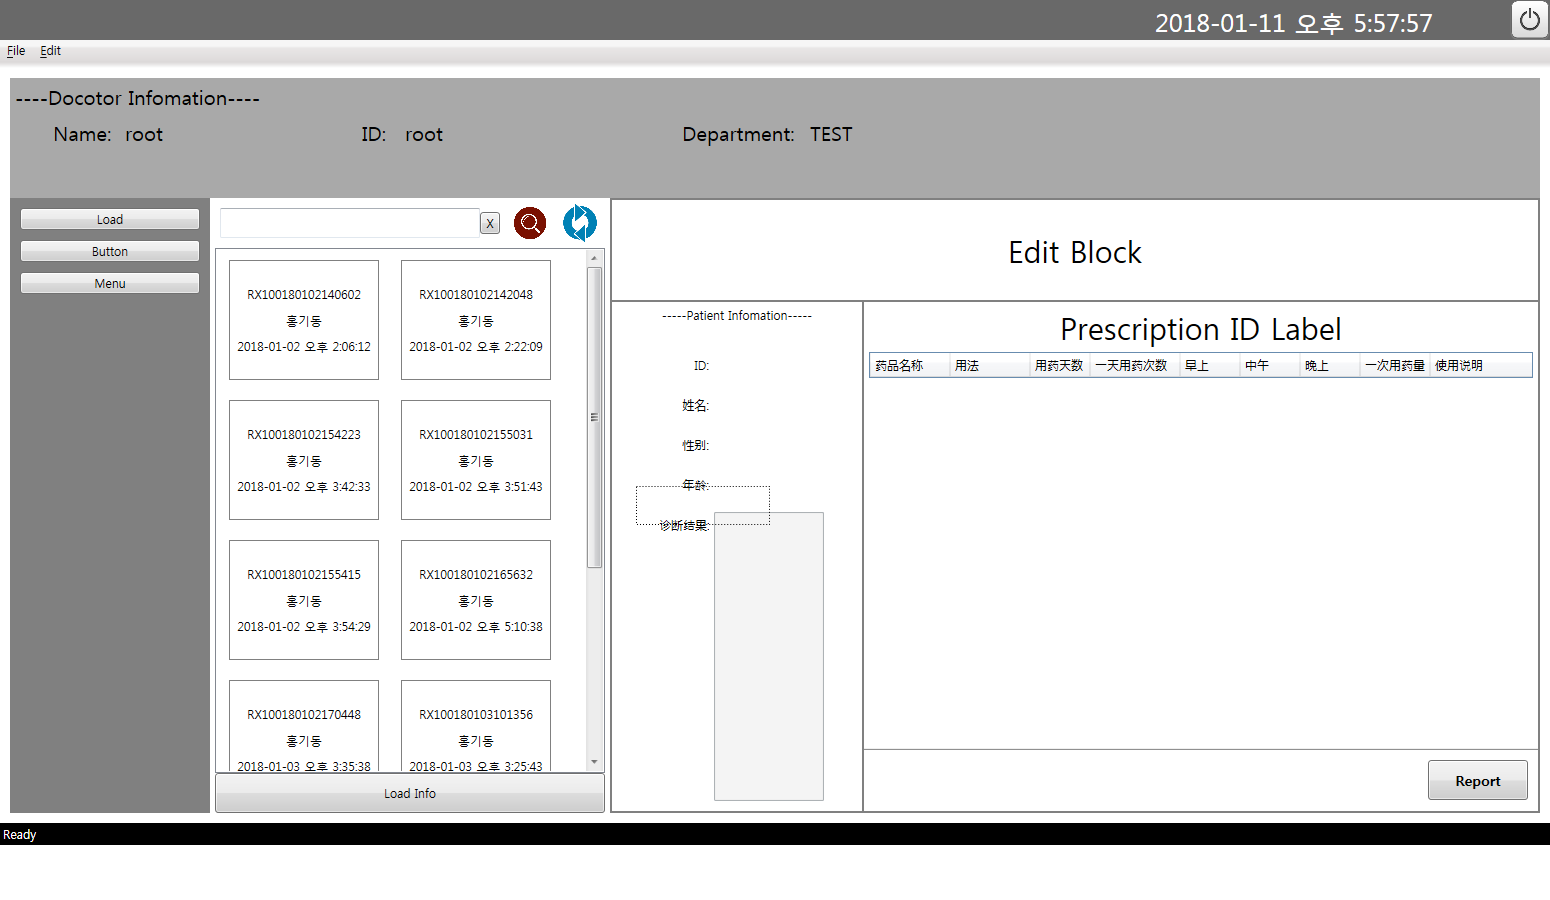 2018-01-11 오후 5:57:57
File Edit
----Docotor Infomation----
Name: root ID: root Department: TEST
Load
Button
Menu
X
RX100180102140602
홍기동
2018-01-02 오후 2:06:12
RX100180102142048
홍기동
2018-01-02 오후 2:22:09
RX100180102154223
홍기동
2018-01-02 오후 3:42:33
RX100180102155031
홍기동
2018-01-02 오후 3:51:43
RX100180102155415
홍기동
2018-01-02 오후 3:54:29
RX100180102165632
홍기동
2018-01-02 오후 5:10:38
RX100180102170448
홍기동
2018-01-03 오후 3:35:38
RX100180103101356
홍기동
2018-01-03 오후 3:25:43
Load Info
Edit Block
-----Patient Infomation-----
ID:
姓名:
性别:
年龄:
诊断结果:
Prescription ID Label
药品名称 用法 用药天数 一天用药次数 早上 中午 晚上 一次用药量 使用说明
Report
Ready